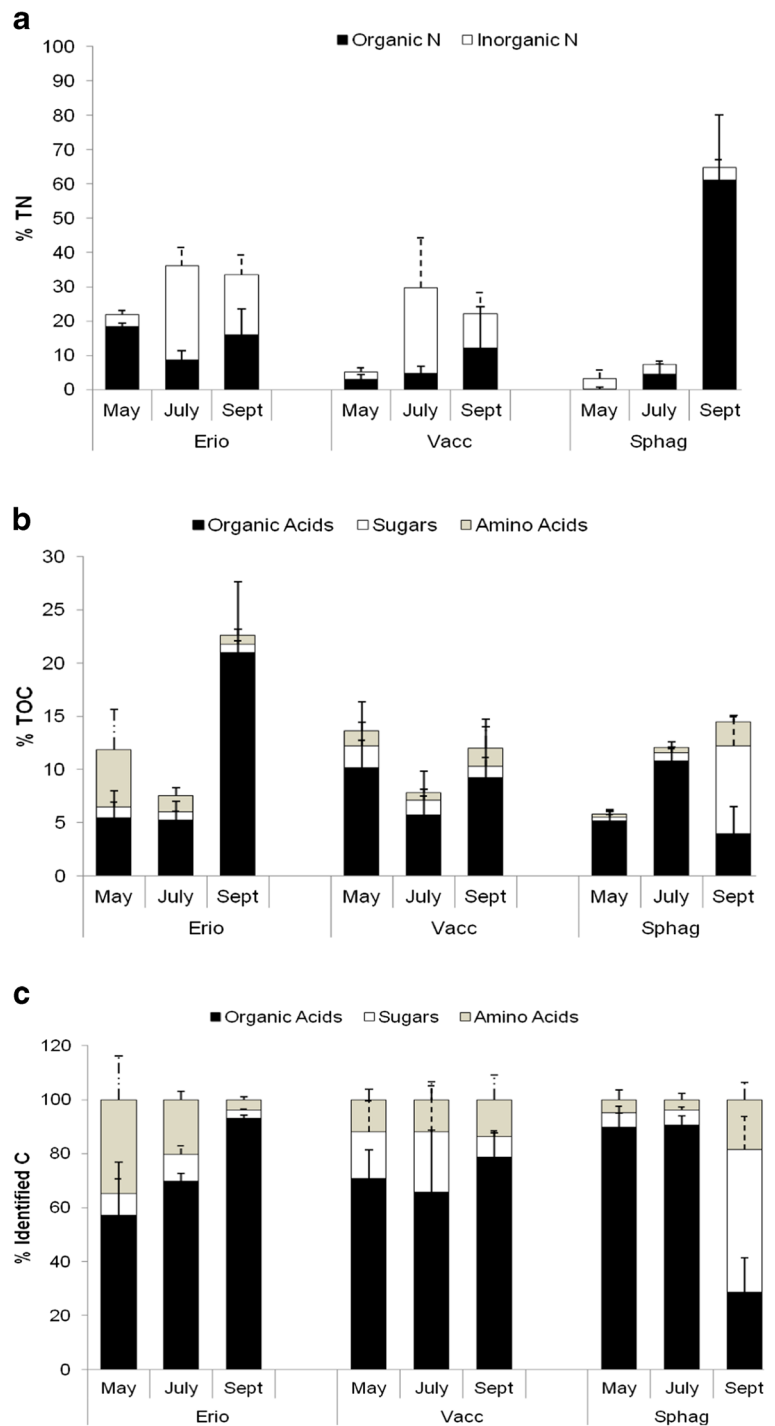 a
Organic N Inorganic N
100
90
80
70
60
50
40
30
20
10
0
% TN
May July Sept May July Sept May July Sept
Erio Vacc Sphag
b
Organic Acids Sugars Amino Acids
30
25
20
15
10
5
0
% TOC
May July Sept May July Sept May July Sept
Erio Vacc Sphag
c
Organic Acids Sugars Amino Acids
120
100
80
60
40
20
0
% Identified C
May July Sept May July Sept May July Sept
Erio Vacc Sphag